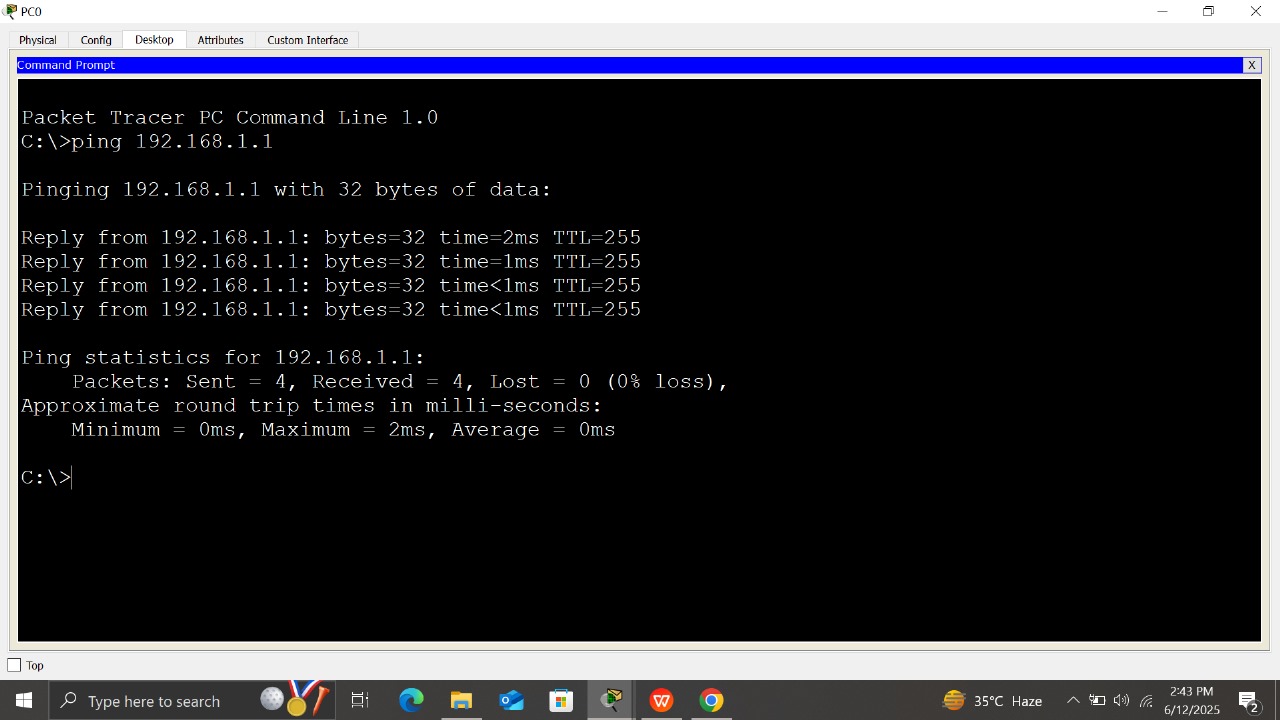 PC0
Physical Config Desktop Attributes Custom Interface
Command Prompt X
Packet Tracer PC Command Line 1.0
C:\>ping 192.168.1.1
Pinging 192.168.1.1 with 32 bytes of data:
Reply from 192.168.1.1: bytes=32 time=2ms TTL=255
Reply from 192.168.1.1: bytes=32 time=1ms TTL=255
Reply from 192.168.1.1: bytes=32 time<1ms TTL=255
Reply from 192.168.1.1: bytes=32 time<1ms TTL=255
Ping statistics for 192.168.1.1:
Packets: Sent = 4, Received = 4, Lost = 0 (0% loss),
Approximate round trip times in milli-seconds:
Minimum = 0ms, Maximum = 2ms, Average = 0ms
C:\>
Top
Type here to search
35°C Haze
2:43 PM
6/12/2025
2